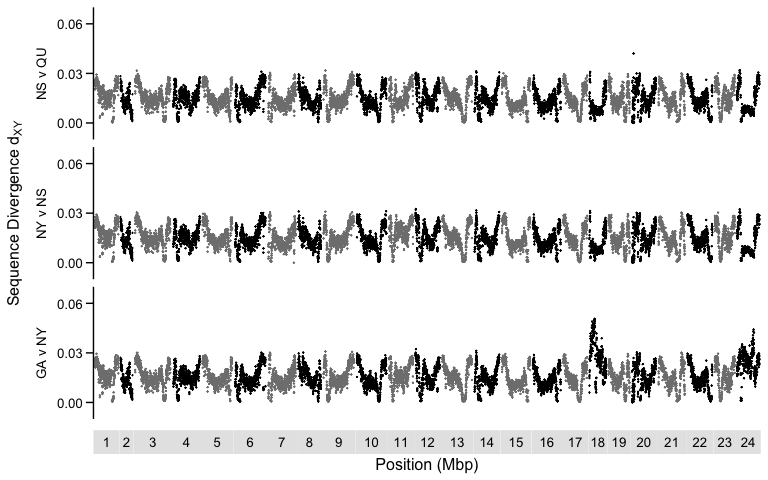 Sequence Divergence dXY
NS v QU
0.06
0.03
0.00
NY v NS
0.06
0.03
0.00
GA v NY
0.06
0.03
0.00
1 2 3 4 5 6 7 8 9 10 11 12 13 14 15 16 17 18 19 20 21 22 23 24
Position (Mbp)